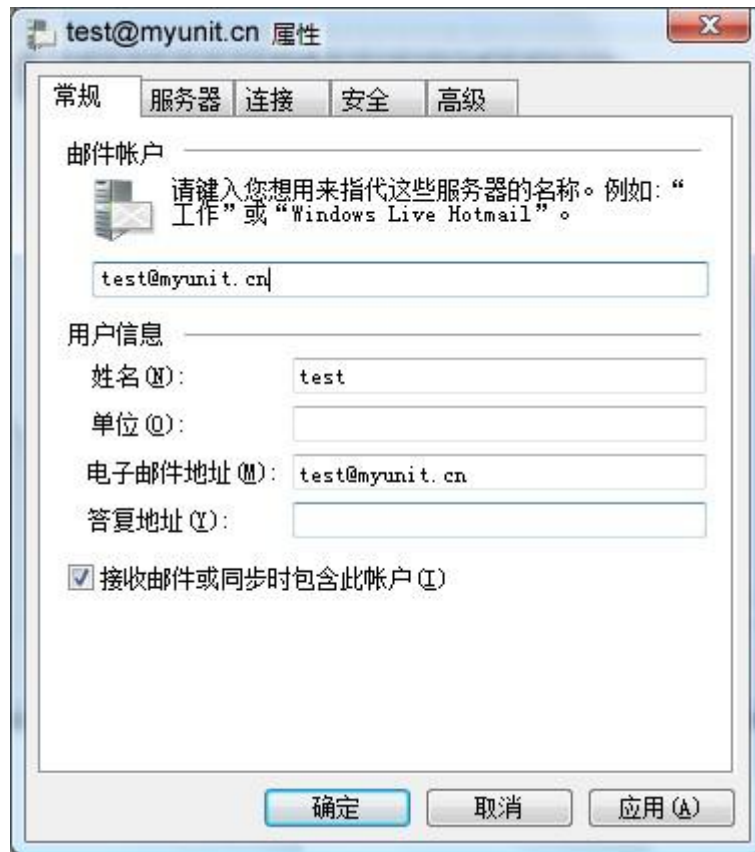 test@myunit.cn 属性
常规 服务器 连接 安全 高级
邮件帐户
请键入您想用来指代这些服务器的名称。例如:“
工作”或“Windows Live Hotmail”。
test@myunit.cn
用户信息
姓名(N): test
单位(O):
电子邮件地址(M): test@myunit.cn
答复地址(Y):
接收邮件或同步时包含此帐户(I)
确定 取消 应用(A)